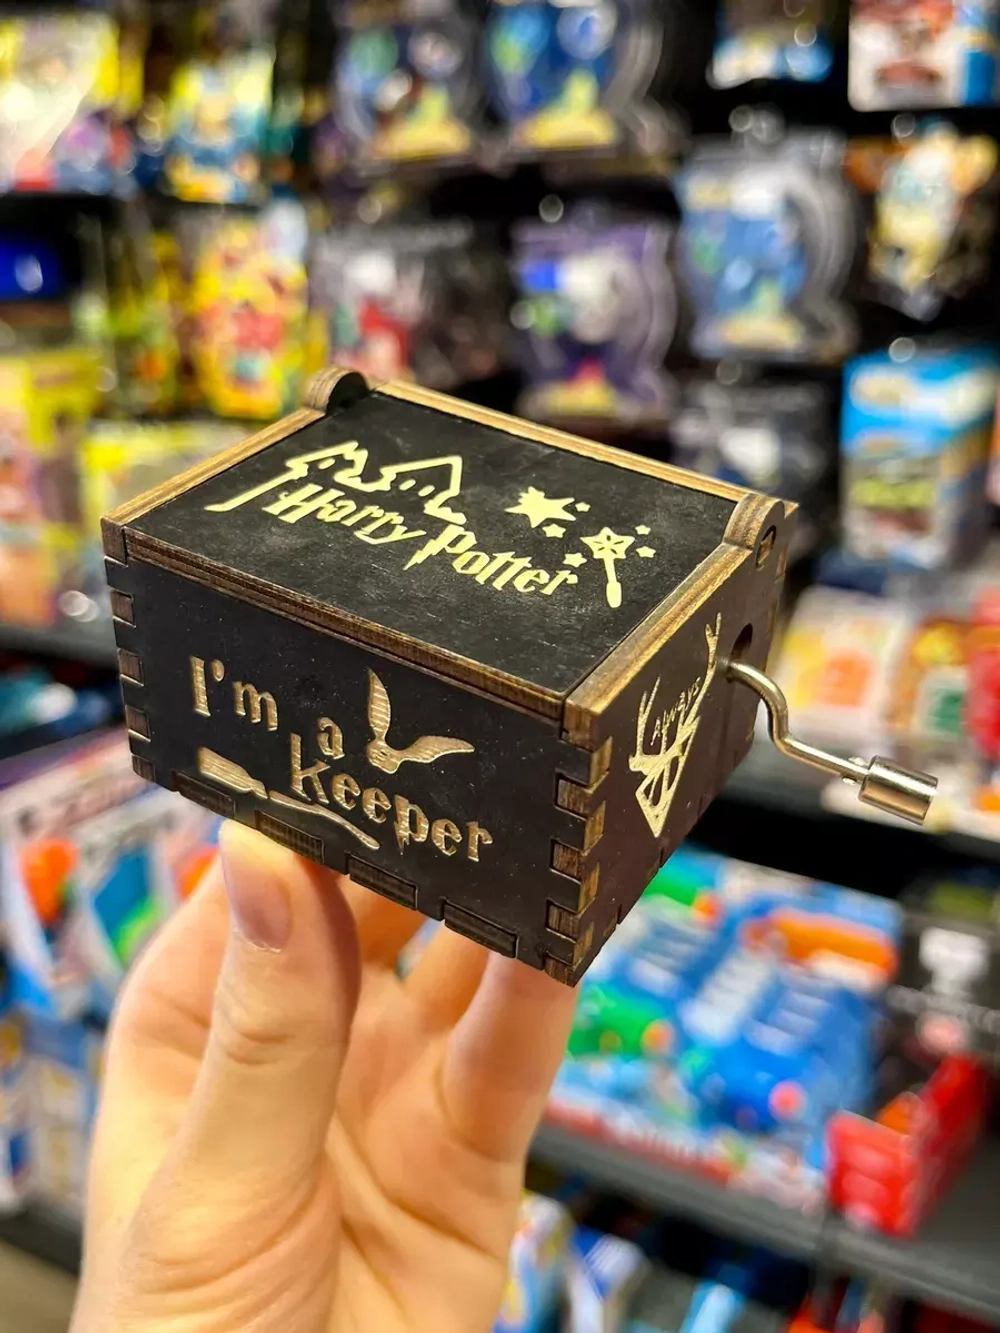 Harry Potter
I'm
a
keeper
Always